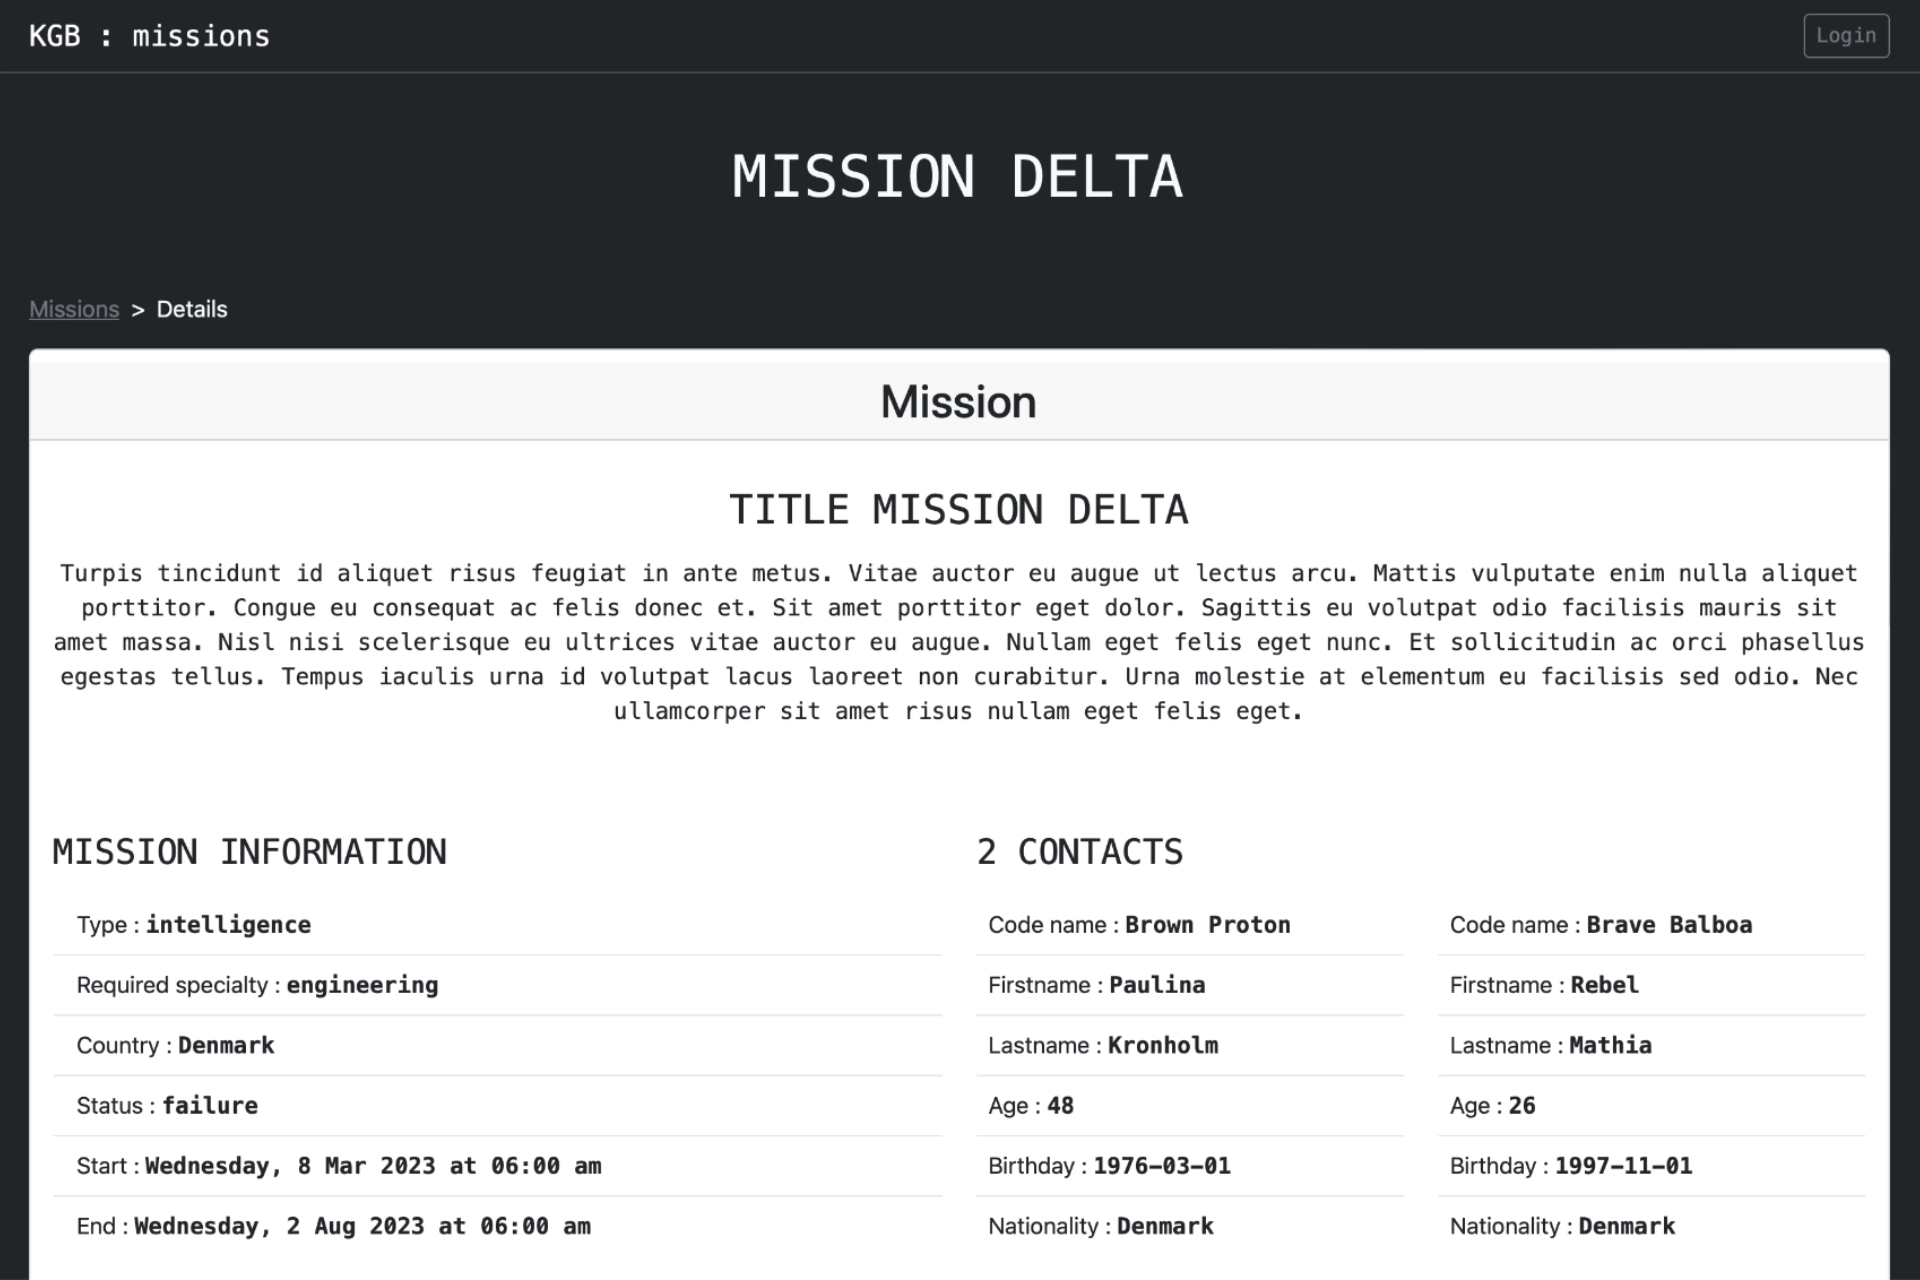 KGB : missions
Login
MISSION DELTA
Missions > Details
Mission
TITLE MISSION DELTA
Turpis tincidunt id aliquet risus feugiat in ante metus. Vitae auctor eu augue ut lectus arcu. Mattis vulputate enim nulla aliquet
porttitor. Congue eu consequat ac felis donec et. Sit amet porttitor eget dolor. Sagittis eu volutpat odio facilisis mauris sit
amet massa. Nisl nisi scelerisque eu ultrices vitae auctor eu augue. Nullam eget felis eget nunc. Et sollicitudin ac orci phasellus
egestas tellus. Tempus iaculis urna id volutpat lacus laoreet non curabitur. Urna molestie at elementum eu facilisis sed odio. Nec
ullamcorper sit amet risus nullam eget felis eget.
MISSION INFORMATION
Type : intelligence
Required specialty : engineering
Country : Denmark
Status : failure
Start : Wednesday, 8 Mar 2023 at 06:00 am
End : Wednesday, 2 Aug 2023 at 06:00 am
2 CONTACTS
Code name : Brown Proton
Firstname : Paulina
Lastname : Kronholm
Age : 48
Birthday : 1976-03-01
Nationality : Denmark
Code name : Brave Balboa
Firstname : Rebel
Lastname : Mathia
Age : 26
Birthday : 1997-11-01
Nationality : Denmark